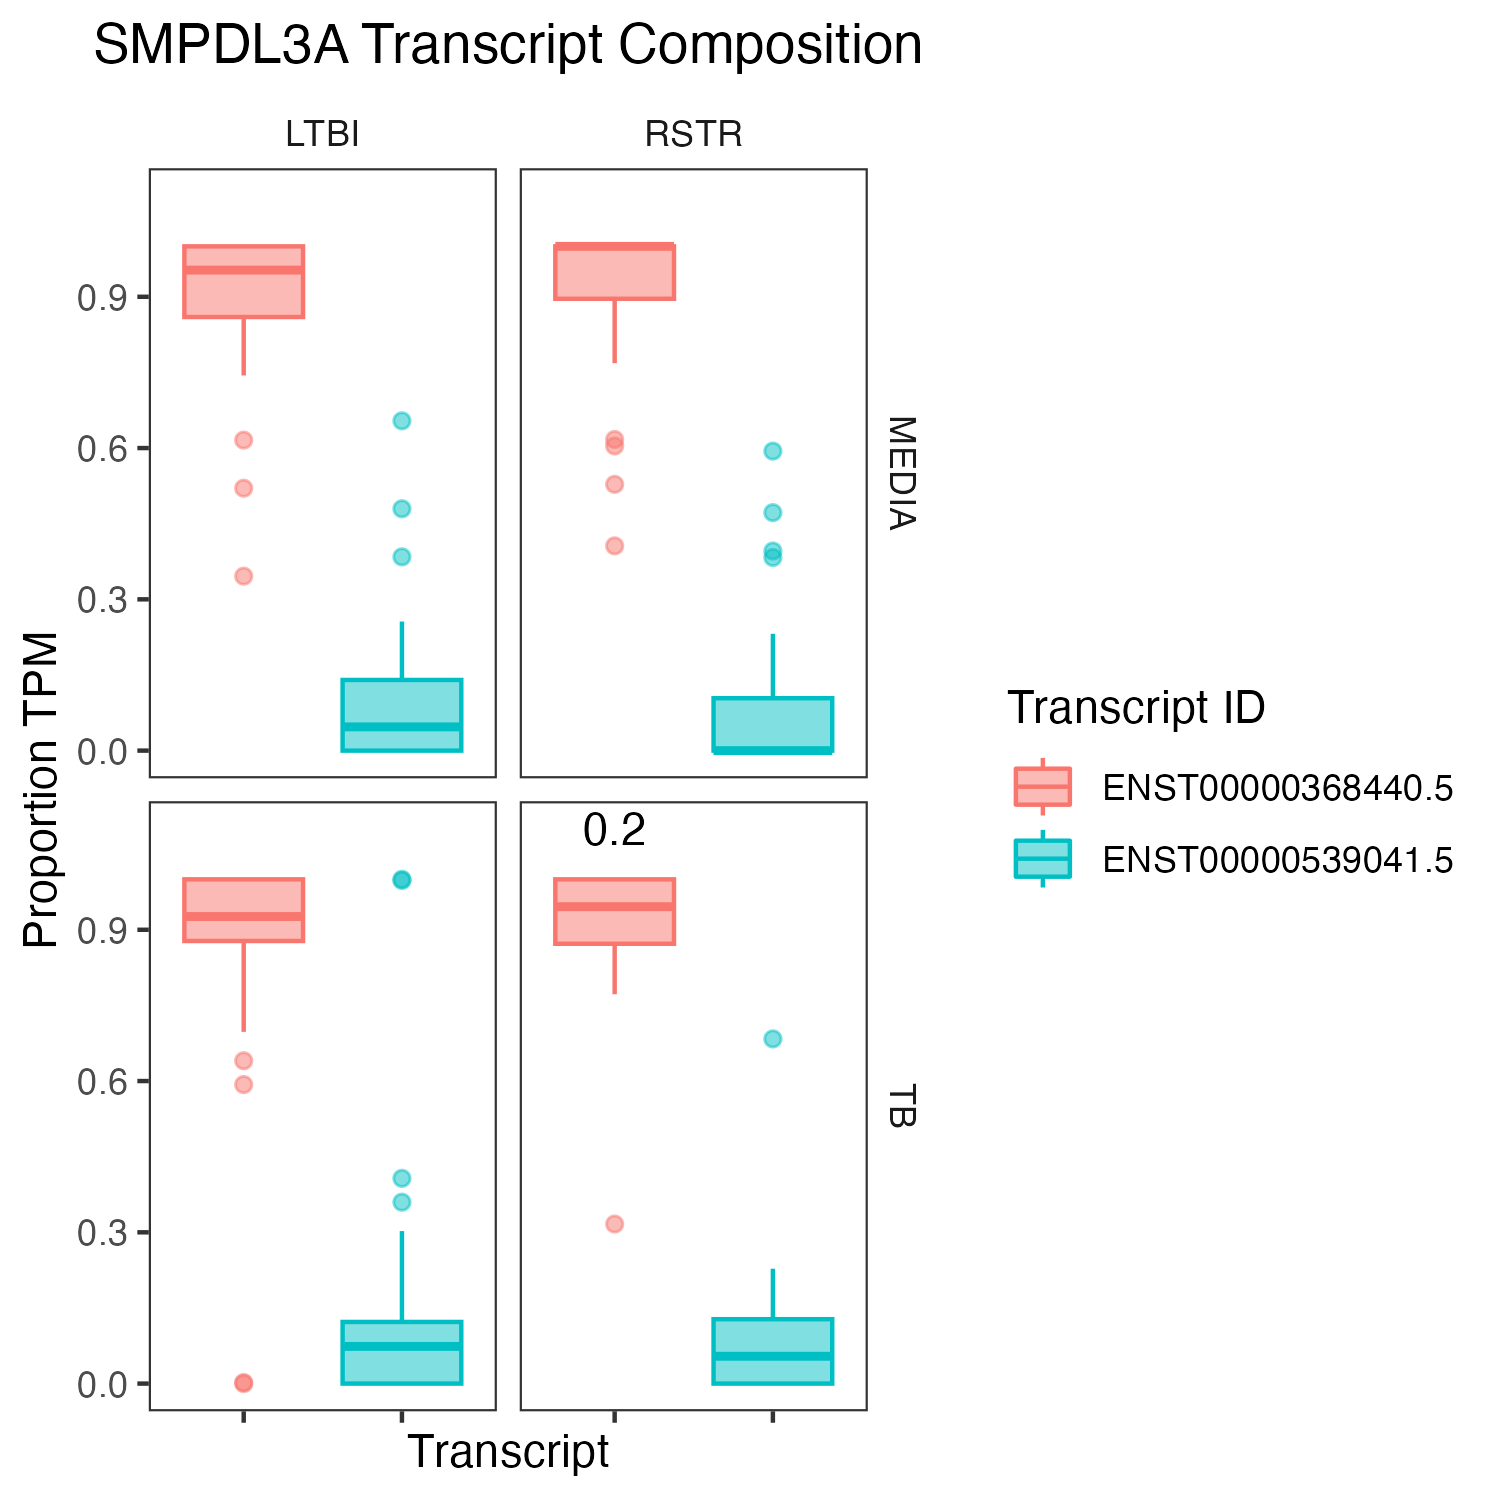 SMPDL3A Transcript Composition
LTBI
RSTR
0.9
0.6
0.3
0.0
MEDIA
0.2
0.9
0.6
0.3
0.0
TB
Proportion TPM
Transcript
Transcript ID
ENST00000368440.5
ENST00000539041.5